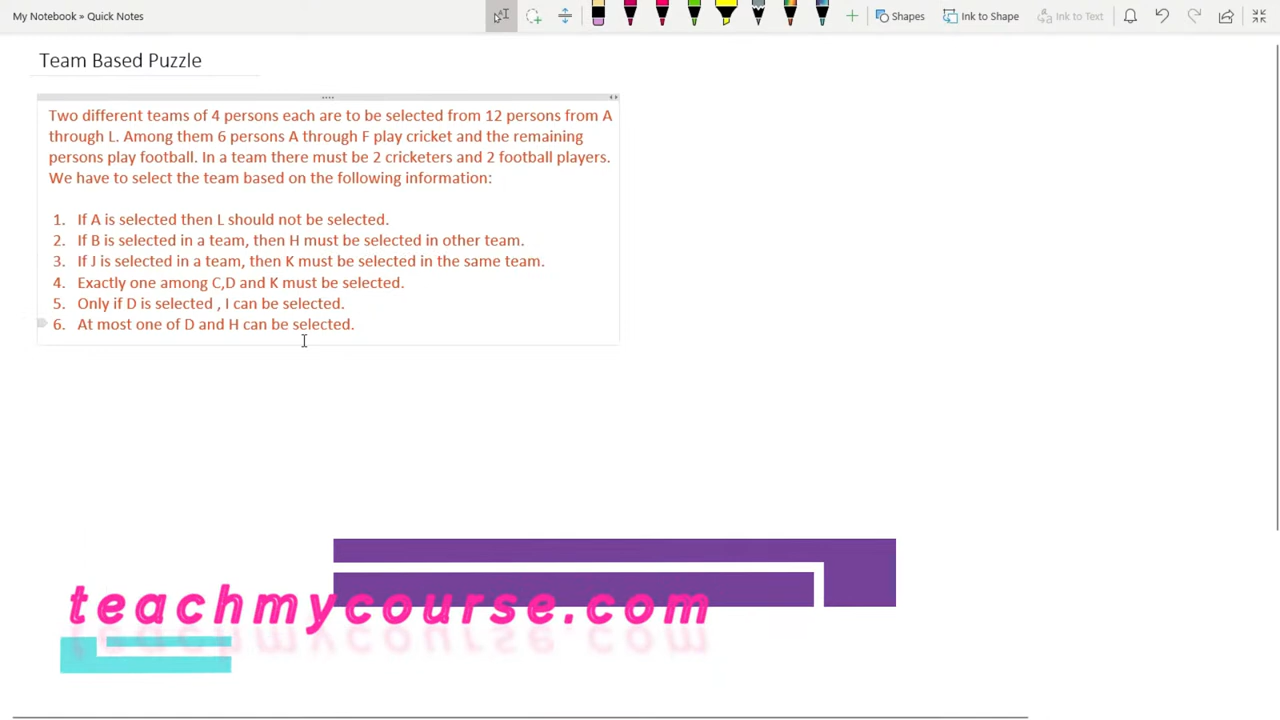 My Notebook » Quick Notes
Shapes
Ink to Shape
Ink to Text
Team Based Puzzle
Two different teams of 4 persons each are to be selected from 12 persons from A
through L. Among them 6 persons A through F play cricket and the remaining
persons play football. In a team there must be 2 cricketers and 2 football players.
We have to select the team based on the following information:
1. If A is selected then L should not be selected.
2. If B is selected in a team, then H must be selected in other team.
3. If J is selected in a team, then K must be selected in the same team.
4. Exactly one among C,D and K must be selected.
5. Only if D is selected , I can be selected.
6. At most one of D and H can be selected.
teachmycourse.com